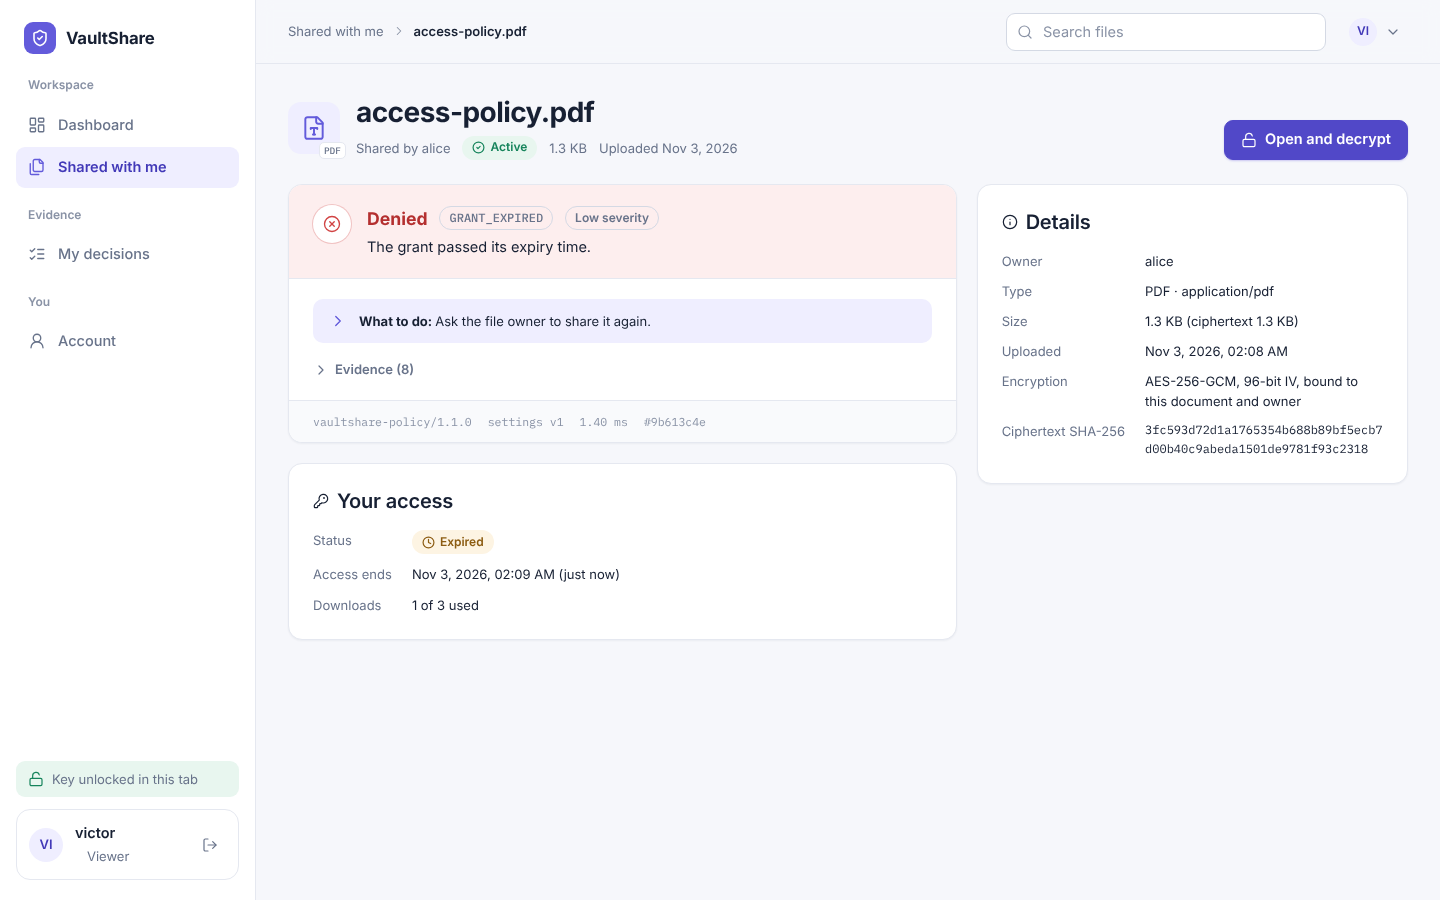 VaultShare
Workspace
Dashboard
Shared with me
Evidence
My decisions
You
Account
Key unlocked in this tab
VI
victor
Viewer
Shared with me
access-policy.pdf
Search files
VI
PDF
access-policy.pdf
Shared by alice
Active
1.3 KB
Uploaded Nov 3, 2026
Open and decrypt
Denied
GRANT_EXPIRED
Low severity
The grant passed its expiry time.
What to do: Ask the file owner to share it again.
Evidence (8)
vaultshare-policy/1.1.0 settings v1 1.40 ms #9b613c4e
Your access
Status
Expired
Access ends
Nov 3, 2026, 02:09 AM (just now)
Downloads
1 of 3 used
Details
Owner
alice
Type
PDF · application/pdf
Size
1.3 KB (ciphertext 1.3 KB)
Uploaded
Nov 3, 2026, 02:08 AM
Encryption
AES-256-GCM, 96-bit IV, bound to
this document and owner
Ciphertext SHA-256
3fc593d72d1a1765354b688b89bf5ecb7
d00b40c9abeda1501de9781f93c2318